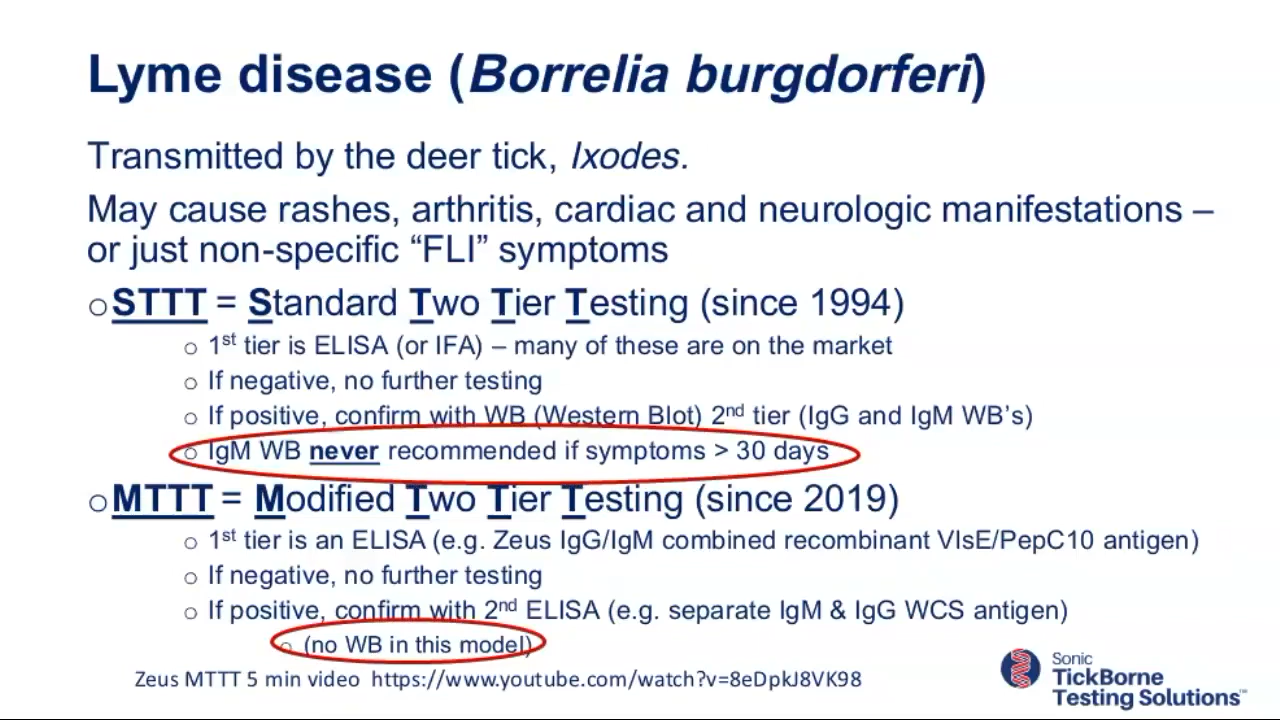 Lyme disease (Borrelia burgdorferi)
Transmitted by the deer tick, Ixodes.
May cause rashes, arthritis, cardiac and neurologic manifestations –
or just non-specific “FLI” symptoms
o STTT = Standard Two Tier Testing (since 1994)
o 1st tier is ELISA (or IFA) – many of these are on the market
o If negative, no further testing
o If positive, confirm with WB (Western Blot) 2nd tier (IgG and IgM WB’s)
o IgM WB never recommended if symptoms > 30 days
o MTTT = Modified Two Tier Testing (since 2019)
o 1st tier is an ELISA (e.g. Zeus IgG/IgM combined recombinant VlsE/PepC10 antigen)
o If negative, no further testing
o If positive, confirm with 2nd ELISA (e.g. separate IgM & IgG WCS antigen)
o (no WB in this model)
Zeus MTTT 5 min video https://www.youtube.com/watch?v=8eDpkJ8VK98
Sonic
TickBorne
Testing Solutions™